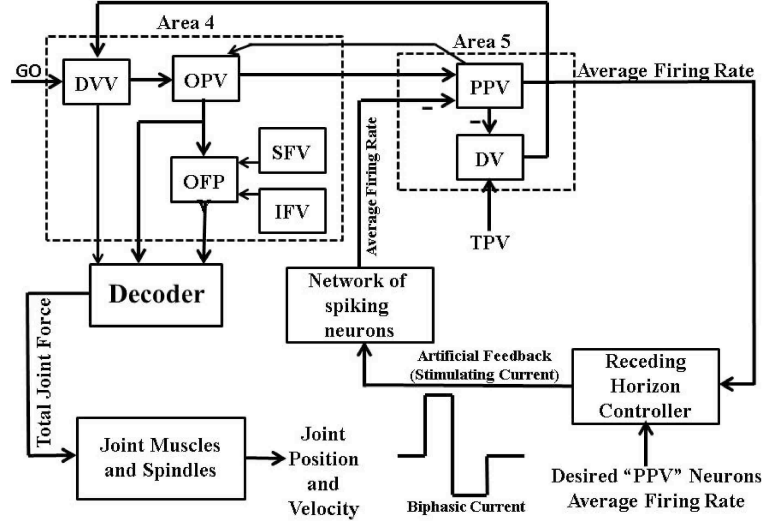 Area 4
Area 5
GO
DVV
OPV
PPV
Average Firing Rate
SFV
DV
OFP
IFV
Average Firing Rate
TPV
Decoder
Network of
spiking
neurons
Total Joint Force
Artificial Feedback
(Stimulating Current)
Receding
Horizon
Controller
Joint Muscles
and Spindles
Joint
Position
and
Velocity
Biphasic Current
Desired “PPV” Neurons
Average Firing Rate